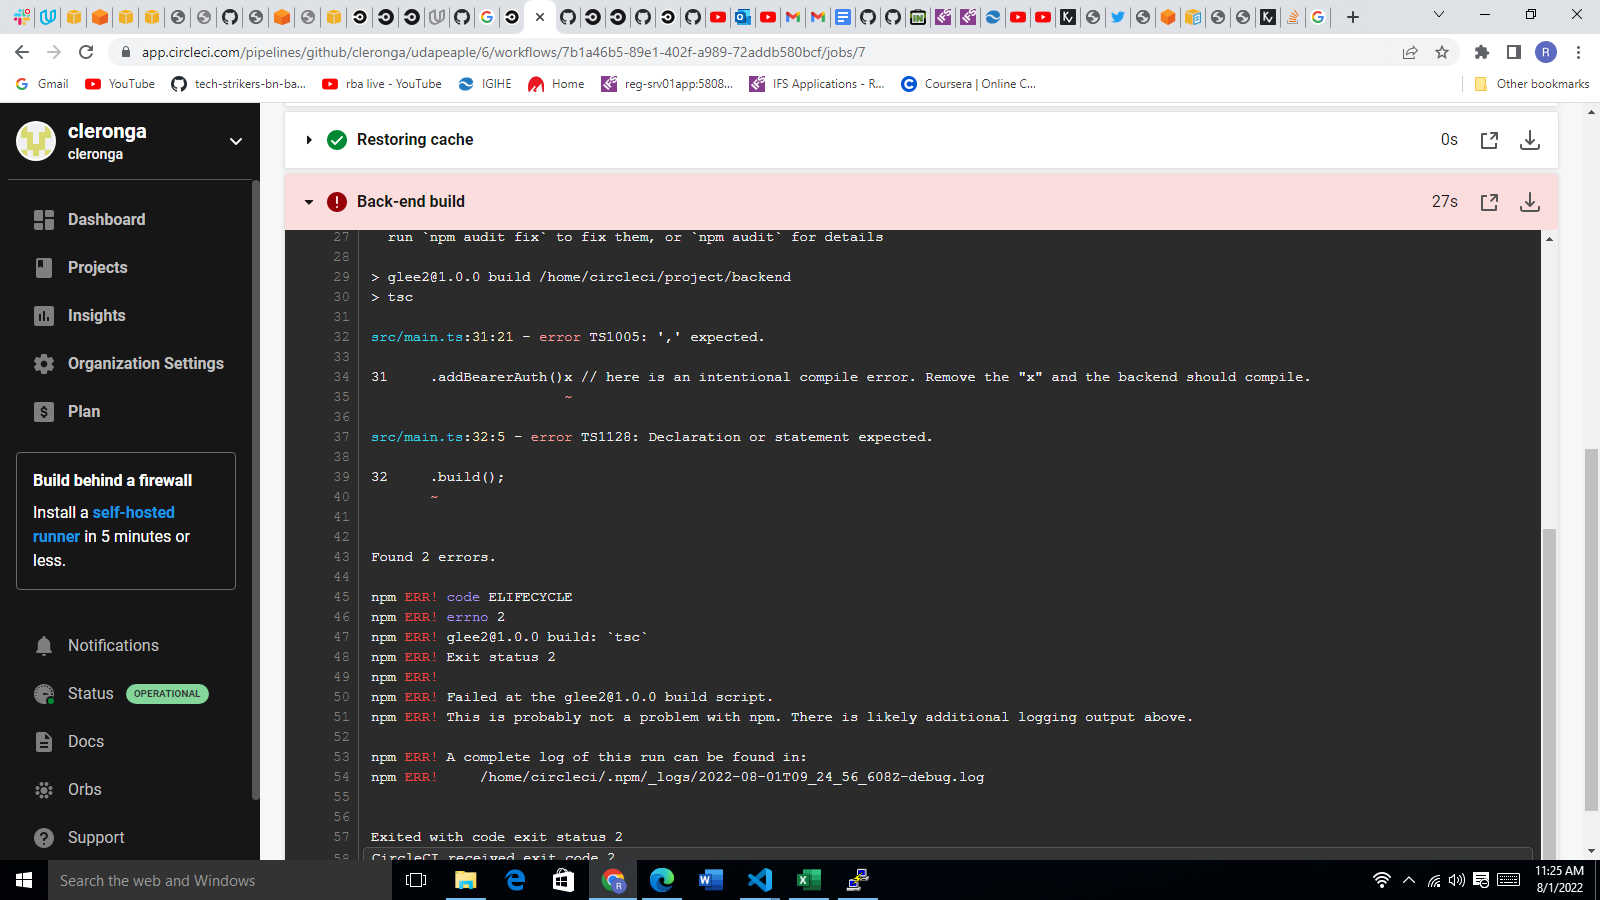 app.circleci.com/pipelines/github/cleronga/udapeaple/6/workflows/7b1a46b5-89e1-402f-a989-72addb580bcf/jobs/7
R
Gmail
YouTube
tech-strikers-bn-ba...
rba live - YouTube
IGIHE
Home
reg-srv01app:5808...
IFS Applications - R...
Coursera | Online C...
Other bookmarks
cleronga
cleronga
Dashboard
Projects
Insights
Organization Settings
Plan
Build behind a firewall
Install a self-hosted
runner in 5 minutes or
less.
Notifications
Status OPERATIONAL
Docs
Orbs
Support
Restoring cache 0s
Back-end build 27s
27 run `npm audit fix` to fix them, or `npm audit` for details
28
29 > glee2@1.0.0 build /home/circleci/project/backend
30 > tsc
31
32 src/main.ts:31:21 - error TS1005: ',' expected.
33
34 31 .addBearerAuth()x // here is an intentional compile error. Remove the "x" and the backend should compile.
35 ~
36
37 src/main.ts:32:5 - error TS1128: Declaration or statement expected.
38
39 32 .build();
40 ~
41
42
43 Found 2 errors.
44
45 npm ERR! code ELIFECYCLE
46 npm ERR! errno 2
47 npm ERR! glee2@1.0.0 build: `tsc`
48 npm ERR! Exit status 2
49 npm ERR!
50 npm ERR! Failed at the glee2@1.0.0 build script.
51 npm ERR! This is probably not a problem with npm. There is likely additional logging output above.
52
53 npm ERR! A complete log of this run can be found in:
54 npm ERR! /home/circleci/.npm/_logs/2022-08-01T09_24_56_608Z-debug.log
55
56
57 Exited with code exit status 2
58 CircleCI received exit code 2
Search the web and Windows
11:25 AM
8/1/2022